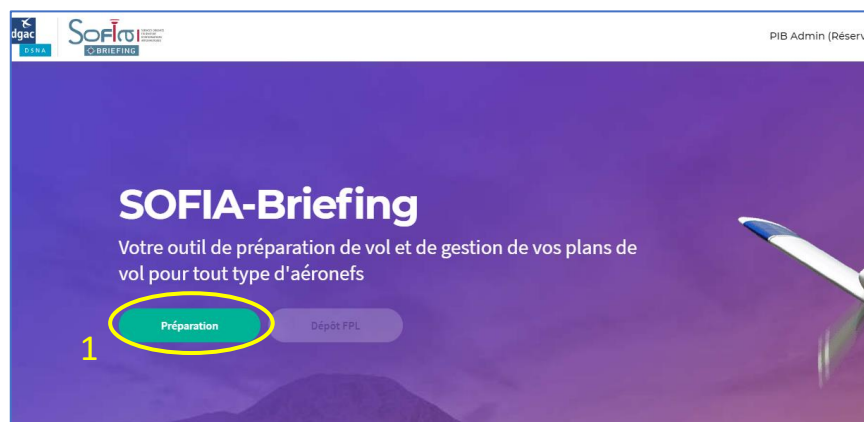 dgac
DSNA
SOFIA
BRIEFING
PIB Admin (Réserv
SOFIA-Briefing
Votre outil de préparation de vol et de gestion de vos plans de
vol pour tout type d'aéronefs
Préparation
Dépôt FPL
1